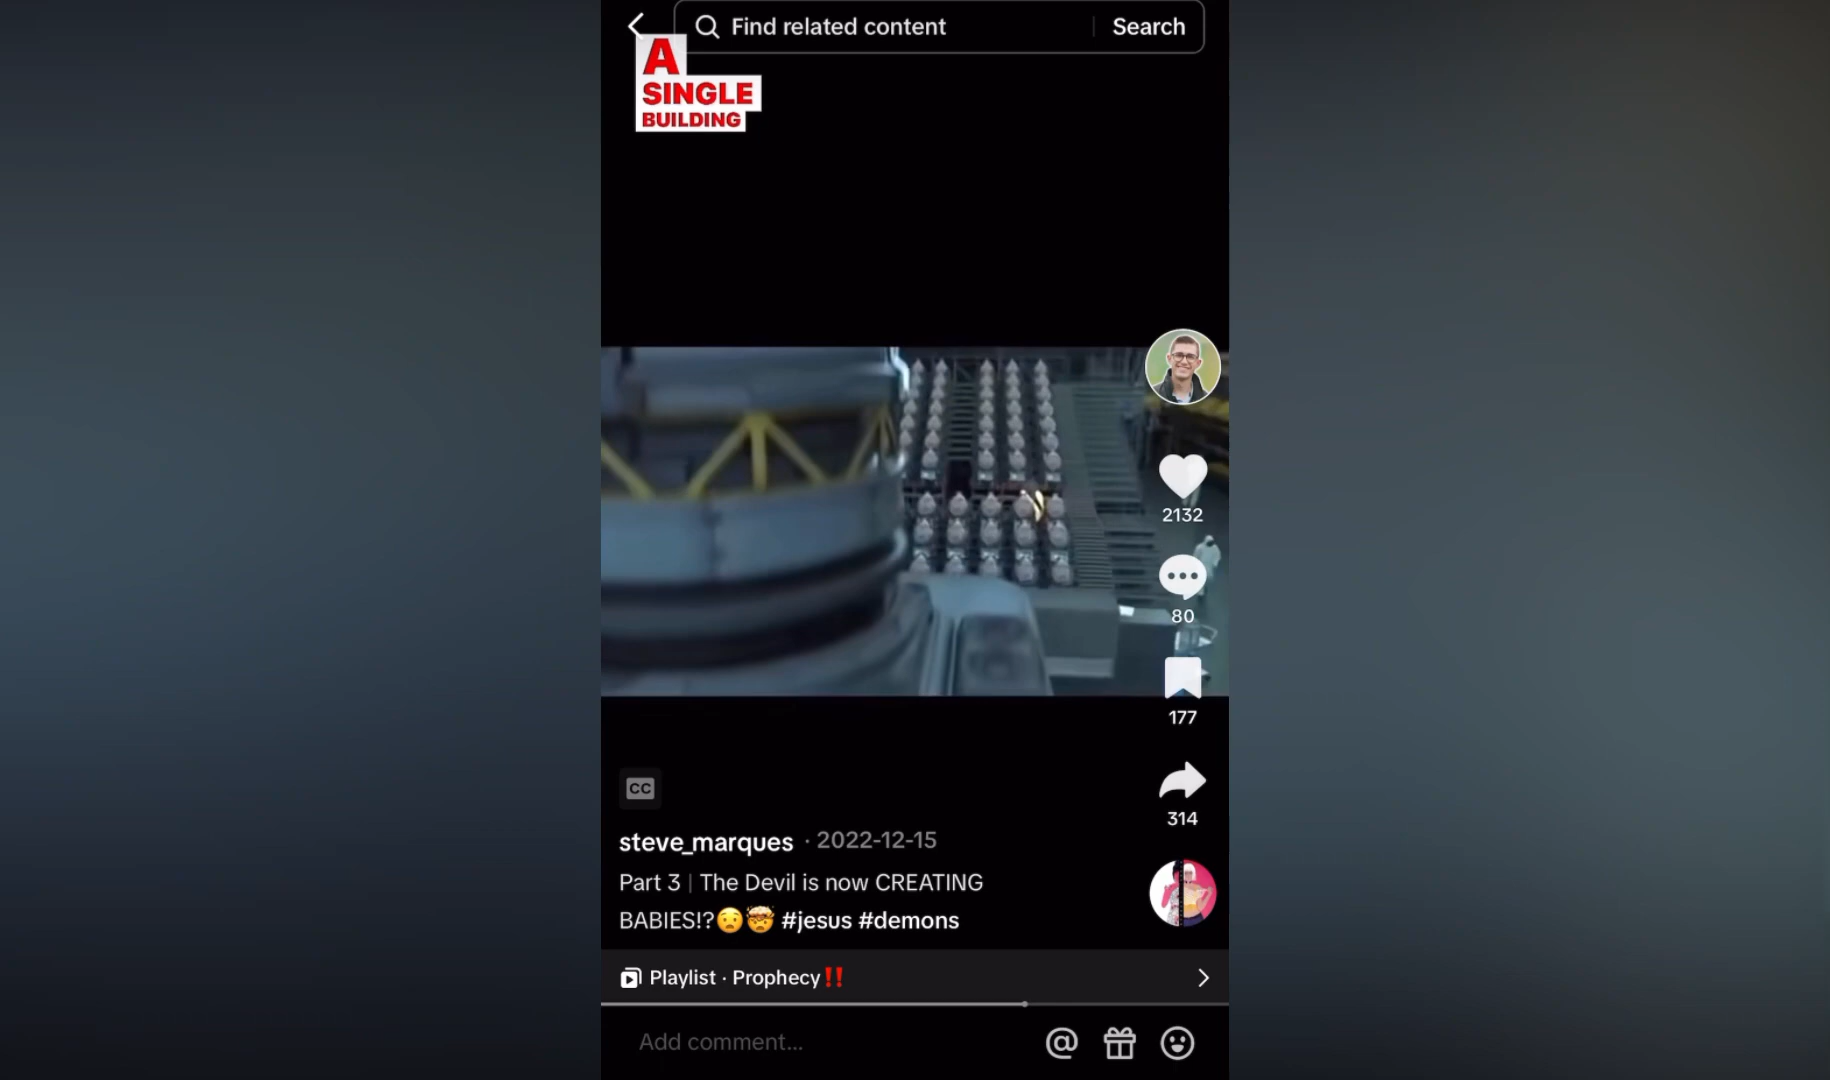 Find related content
Search
A
SINGLE
BUILDING
2132
80
177
314
CC
steve_marques · 2022-12-15
Part 3 | The Devil is now CREATING
BABIES!?😟🤯 #jesus #demons
Playlist · Prophecy‼️
Add comment...